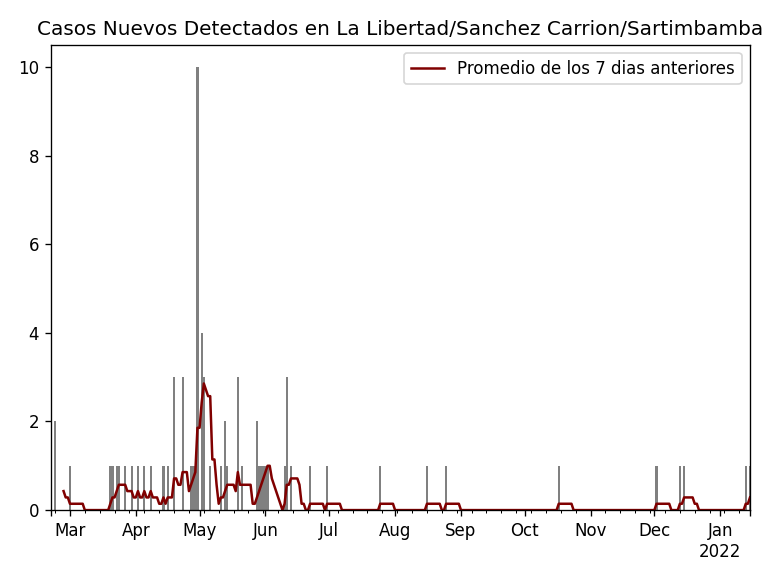 Casos Nuevos Detectados en La Libertad/Sanchez Carrion/Sartimbamba
Promedio de los 7 dias anteriores
10
8
6
4
2
0
Mar Apr May Jun Jul Aug Sep Oct Nov Dec Jan
2022